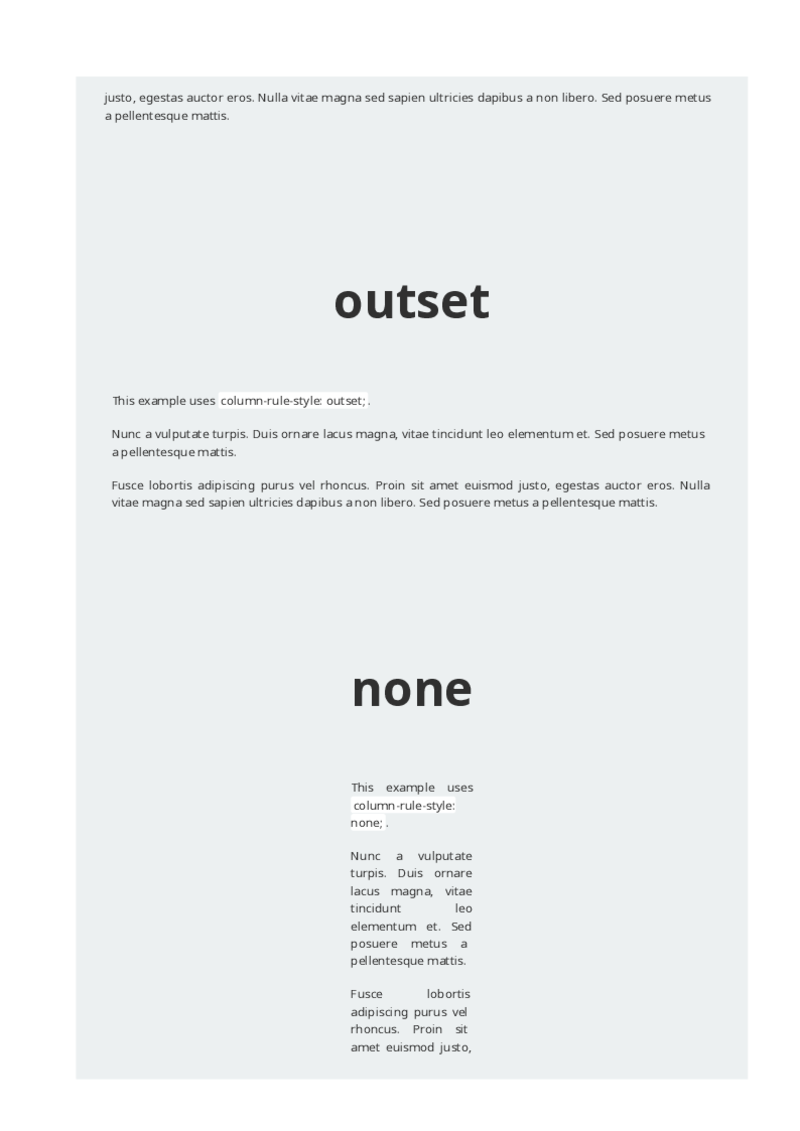 justo, egestas auctor eros. Nulla vitae magna sed sapien ultricies dapibus a non libero. Sed posuere metus
a pellentesque mattis.
outset
This example uses column-rule-style: outset; .
Nunc a vulputate turpis. Duis ornare lacus magna, vitae tincidunt leo elementum et. Sed posuere metus
a pellentesque mattis.
Fusce lobortis adipiscing purus vel rhoncus. Proin sit amet euismod justo, egestas auctor eros. Nulla
vitae magna sed sapien ultricies dapibus a non libero. Sed posuere metus a pellentesque mattis.
none
This example uses
column-rule-style:
none; .
Nunc a vulputate
turpis. Duis ornare
lacus magna, vitae
tincidunt leo
elementum et. Sed
posuere metus a
pellentesque mattis.
Fusce lobortis
adipiscing purus vel
rhoncus. Proin sit
amet euismod justo,